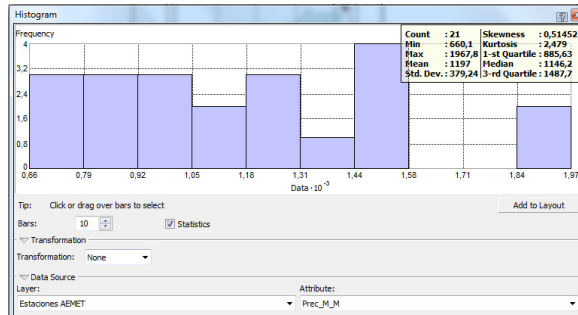 Histogram
Frequency
Count : 21 Skewness : 0,51452
Min : 660,1 Kurtosis : 2,479
Max : 1967,8 1-st Quartile : 885,63
Mean : 1197 Median : 1146,2
Std. Dev. : 379,24 3-rd Quartile : 1487,7
4
3,2
2,4
1,6
0,8
0
0,66 0,79 0,92 1,05 1,18 1,31 1,44 1,58 1,71 1,84 1,97
Data · 10⁻³
Tip: Click or drag over bars to select
Add to Layout
Bars: 10 Statistics
Transformation
Transformation: None
Data Source
Layer: Attribute:
Estaciones AEMET Prec_M_M